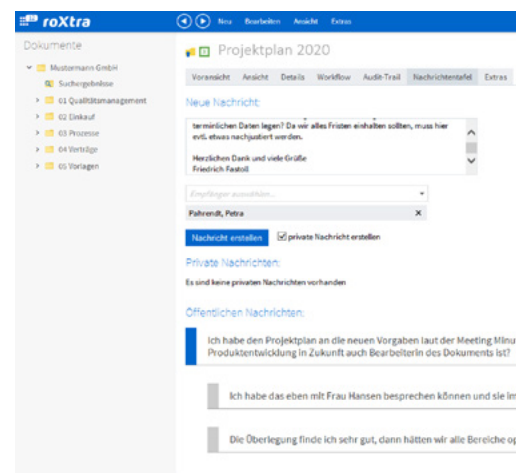 roXtra
Neu Bearbeiten Ansicht Extras
Dokumente
Mustermann GmbH
Suchergebnisse
01 Qualitätsmanagement
02 Einkauf
03 Prozesse
04 Verträge
05 Vorlagen
Projektplan 2020
Voransicht Ansicht Details Workflow Audit-Trail Nachrichtentafel Extras
Neue Nachricht:
terminlichen Daten legen? Da wir alles Fristen einhalten sollten, muss hier
evtl. etwas nachjustiert werden.
Herzlichen Dank und viele Grüße
Friedrich Fastoll
Empfänger auswählen...
Pahrendt, Petra
Nachricht erstellen private Nachricht erstellen
Private Nachrichten:
Es sind keine privaten Nachrichten vorhanden
Öffentlichen Nachrichten:
Ich habe den Projektplan an die neuen Vorgaben laut der Meeting Minu
Produktentwicklung in Zukunft auch Bearbeiterin des Dokuments ist?
Ich habe das eben mit Frau Hansen besprechen können und sie im
Die Überlegung finde ich sehr gut, dann hätten wir alle Bereiche op